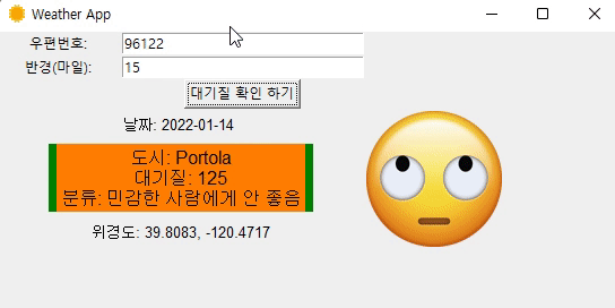 Weather App
우편번호: 96122
반경(마일): 15
대기질 확인 하기
날짜: 2022-01-14
도시: Portola
대기질: 125
분류: 민감한 사람에게 안 좋음
위경도: 39.8083, -120.4717